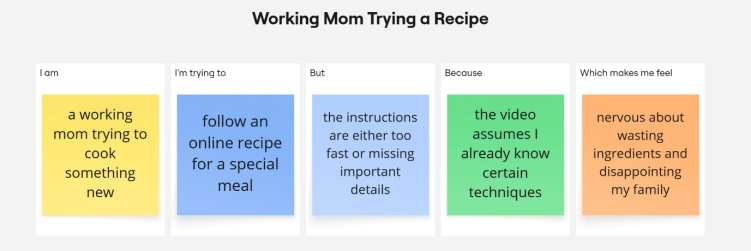 Working Mom Trying a Recipe
I am
a working
mom trying to
cook
something
new
I'm trying to
follow an
online recipe
for a special
meal
But
the instructions
are either too
fast or missing
important
details
Because
the video
assumes I
already know
certain
techniques
Which makes me feel
nervous about
wasting
ingredients and
disappointing
my family